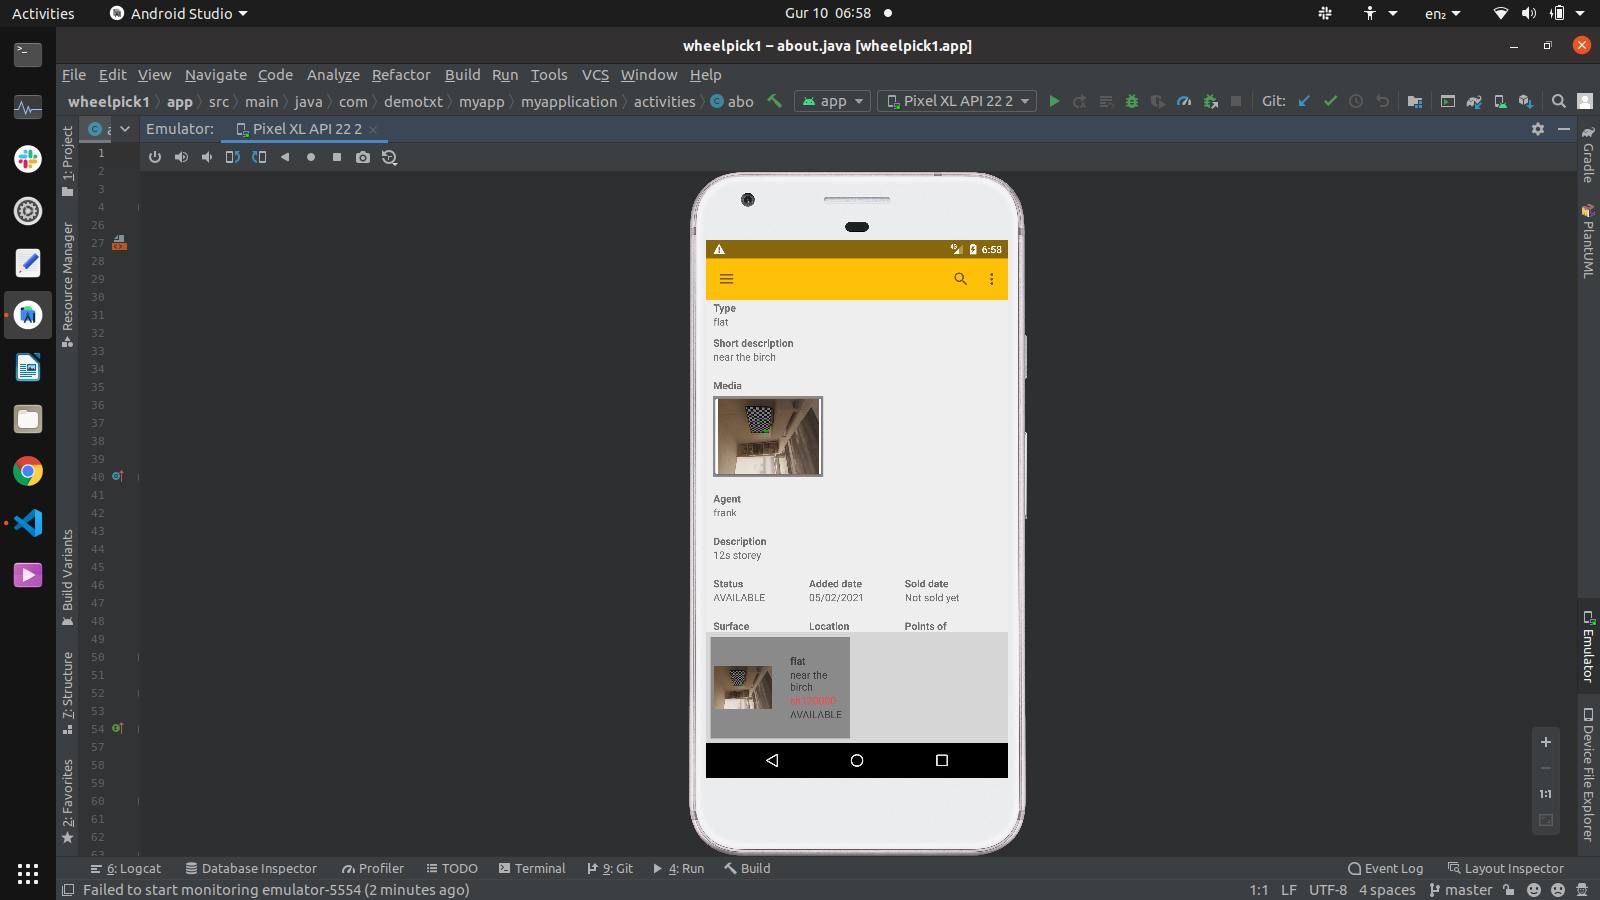 Activities
Android Studio
Gur 10 06:58
en₂
wheelpick1 – about.java [wheelpick1.app]
File Edit View Navigate Code Analyze Refactor Build Run Tools VCS Window Help
wheelpick1 app src main java com demotxt myapp myapplication activities abo
app
Pixel XL API 22 2
Git:
Emulator: Pixel XL API 22 2
1: Project
Resource Manager
Build Variants
7: Structure
2: Favorites
1
2
3
4
26
27
28
29
30
31
32
33
34
35
36
37
38
39
40
41
42
43
44
45
46
47
48
49
50
51
52
53
54
57
58
59
60
61
62
63
6:58
Type
flat
Short description
near the birch
Media
Agent
frank
Description
12s storey
Status Added date Sold date
AVAILABLE 05/02/2021 Not sold yet
Surface Location Points of
flat
near the
birch
AVAILABLE
Gradle
PlantUML
Emulator
Device File Explorer
1:1
6: Logcat Database Inspector Profiler TODO Terminal 9: Git 4: Run Build Event Log Layout Inspector
Failed to start monitoring emulator-5554 (2 minutes ago) 1:1 LF UTF-8 4 spaces master